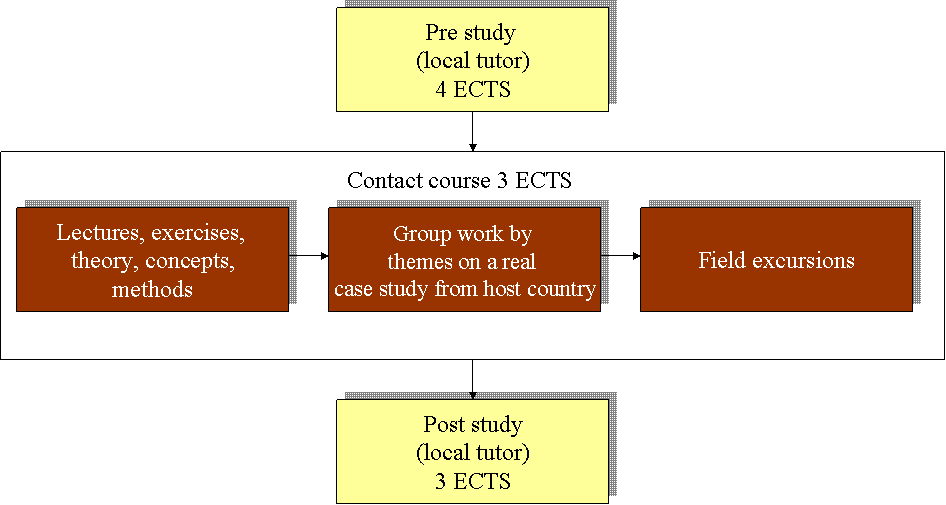 Pre study
(local tutor)
4 ECTS
Contact course 3 ECTS
Lectures, exercises,
theory, concepts,
methods
Group work by
themes on a real
case study from host country
Field excursions
Post study
(local tutor)
3 ECTS